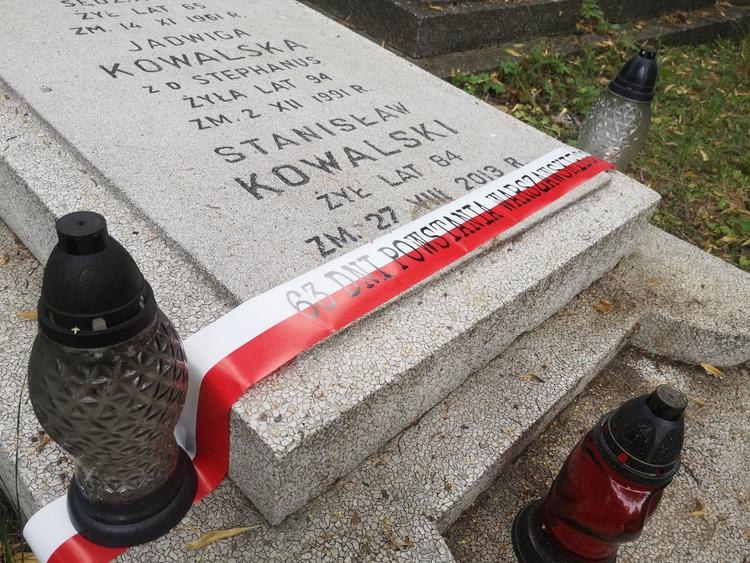 ŻYŁ LAT 65
ZM. 14 XI 1961 R.
JADWIGA
KOWALSKA
Z D STEPHANUS
ŻYŁA LAT 94
ZM. 2 XII 1991 R.
STANISŁAW
KOWALSKI
ŻYŁ LAT 84
ZM. 27 VIII 2013 R
63 DNI POWSTANIA WARSZAWSKIEGO